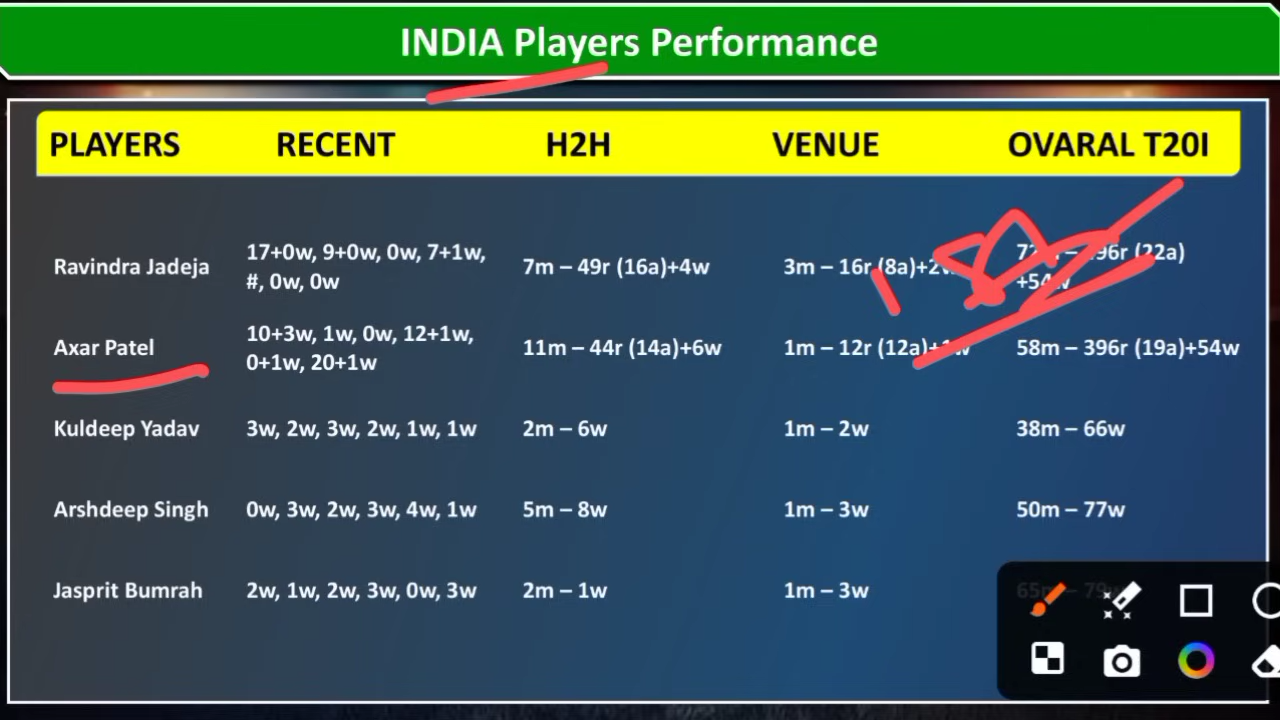 INDIA Players Performance
PLAYERS RECENT H2H VENUE OVARAL T20I
Ravindra Jadeja 17+0w, 9+0w, 0w, 7+1w, #, 0w, 0w 7m – 49r (16a)+4w 3m – 16r (8a)+2w (22a)
Axar Patel 10+3w, 1w, 0w, 12+1w, 0+1w, 20+1w 11m – 44r (14a)+6w 1m – 12r (12a)+1w 58m – 396r (19a)+54w
Kuldeep Yadav 3w, 2w, 3w, 2w, 1w, 1w 2m – 6w 1m – 2w 38m – 66w
Arshdeep Singh 0w, 3w, 2w, 3w, 4w, 1w 5m – 8w 1m – 3w 50m – 77w
Jasprit Bumrah 2w, 1w, 2w, 3w, 0w, 3w 2m – 1w 1m – 3w